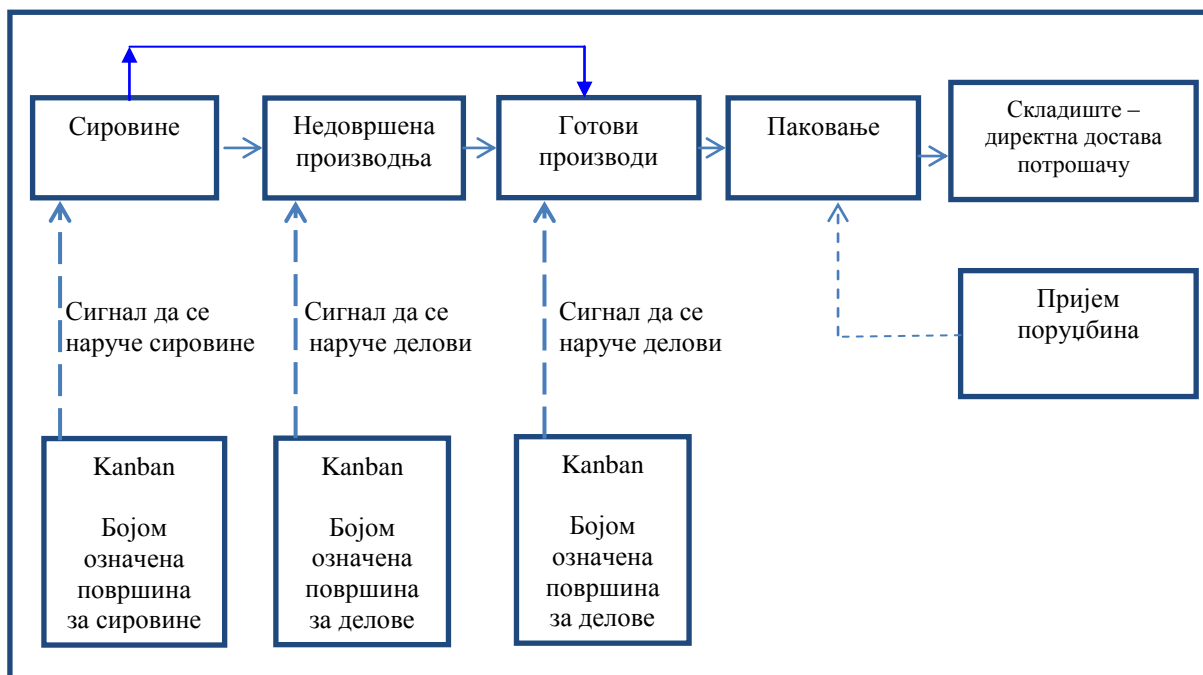 Сировине
Недовршена
производња
Готови
производи
Паковање
Складиште –
директна достава
потрошачу
Сигнал да се
наруче сировине
Сигнал да се
наруче делови
Сигнал да се
наруче делови
Пријем
поруџбина
Kanban
Бојом
означена
површина
за сировине
Kanban
Бојом
означена
површина
за делове
Kanban
Бојом
означена
површина
за делове